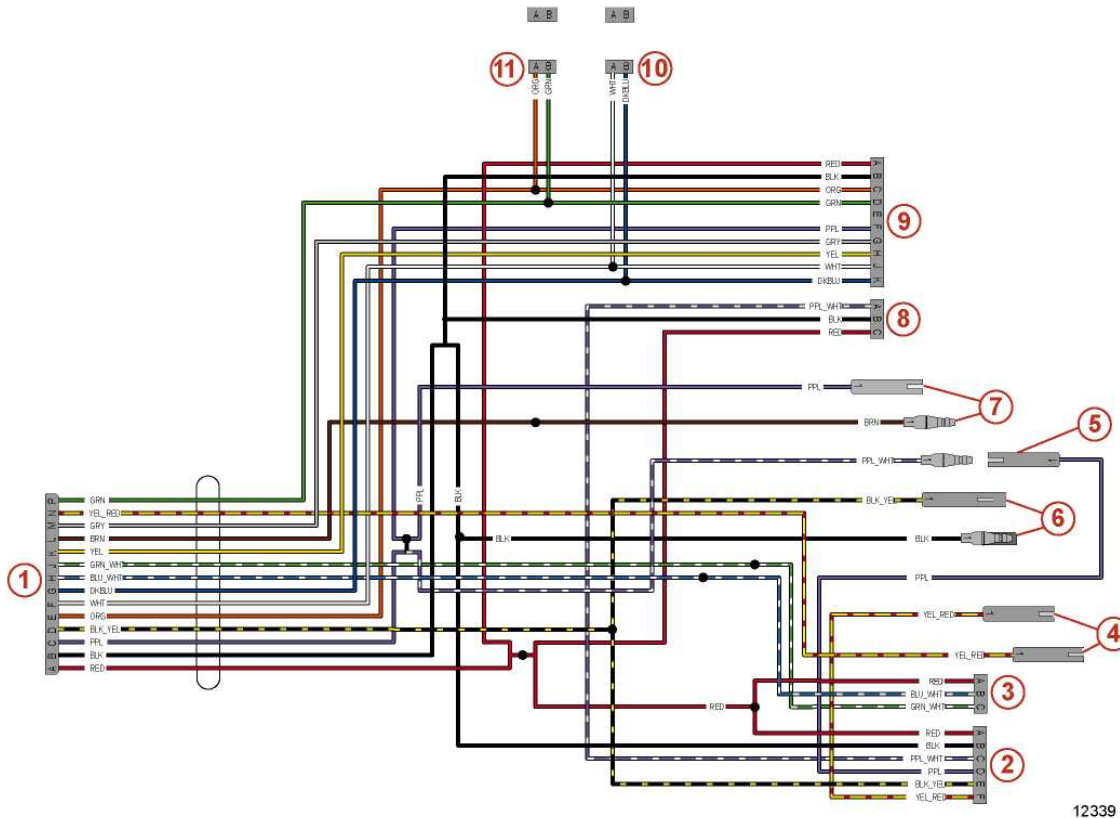 A B
A B
11
A B
A B
10
ORG
GRN
WHT
DKBLU
RED
BLK
ORG
GRN
PPL
GRY
YEL
WHT
DKBLU
A
B
C
D
E
F
G
H
J
K
9
PPL_WHT
BLK
RED
A
B
C
8
PPL
7
BRN
5
PPL_WHT
PPL
BLK
BLK_YEL
6
BLK
BLK
PPL
P
N
M
L
K
J
H
G
F
E
D
C
B
A
1
GRN
YEL_RED
GRY
BRN
YEL
GRN_WHT
BLU_WHT
DKBLU
WHT
ORG
BLK_YEL
PPL
BLK
RED
YEL_RED
4
YEL_RED
RED
BLU_WHT
GRN_WHT
A
B
C
3
RED
RED
BLK
PPL_WHT
PPL
BLK_YEL
YEL_RED
A
B
C
D
E
F
2
12339